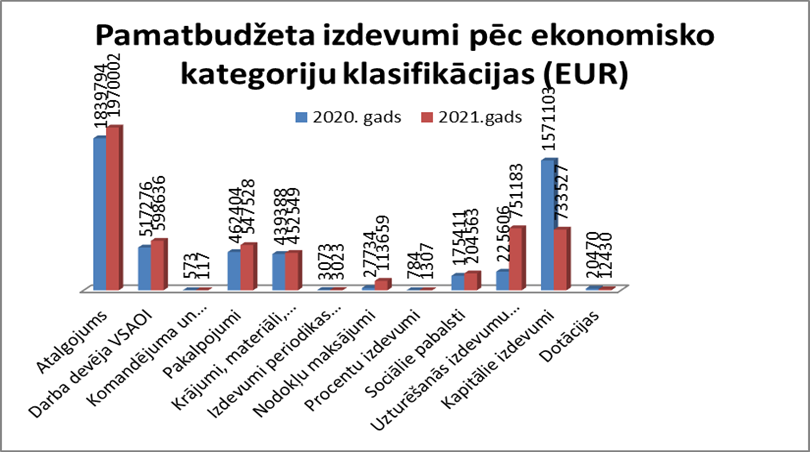 Pamatbudžeta izdevumi pēc ekonomisko
kategoriju klasifikācijas (EUR)
2020. gads 2021.gads
1839794
1970002
517276
598636
573
117
462404
547528
439388
452549
3073
3023
27734
113659
784
1307
175411
204563
225606
751183
1571103
733527
20470
12430
Atalgojums
Darba devēja VSAOI
Komandējuma un...
Pakalpojumi
Krājumi, materiāli,...
Izdevumi periodikas...
Nodokļu maksājumi
Procentu izdevumi
Sociālie pabalsti
Uzturēšanās izdevumu...
Kapitālie izdevumi
Dotācijas